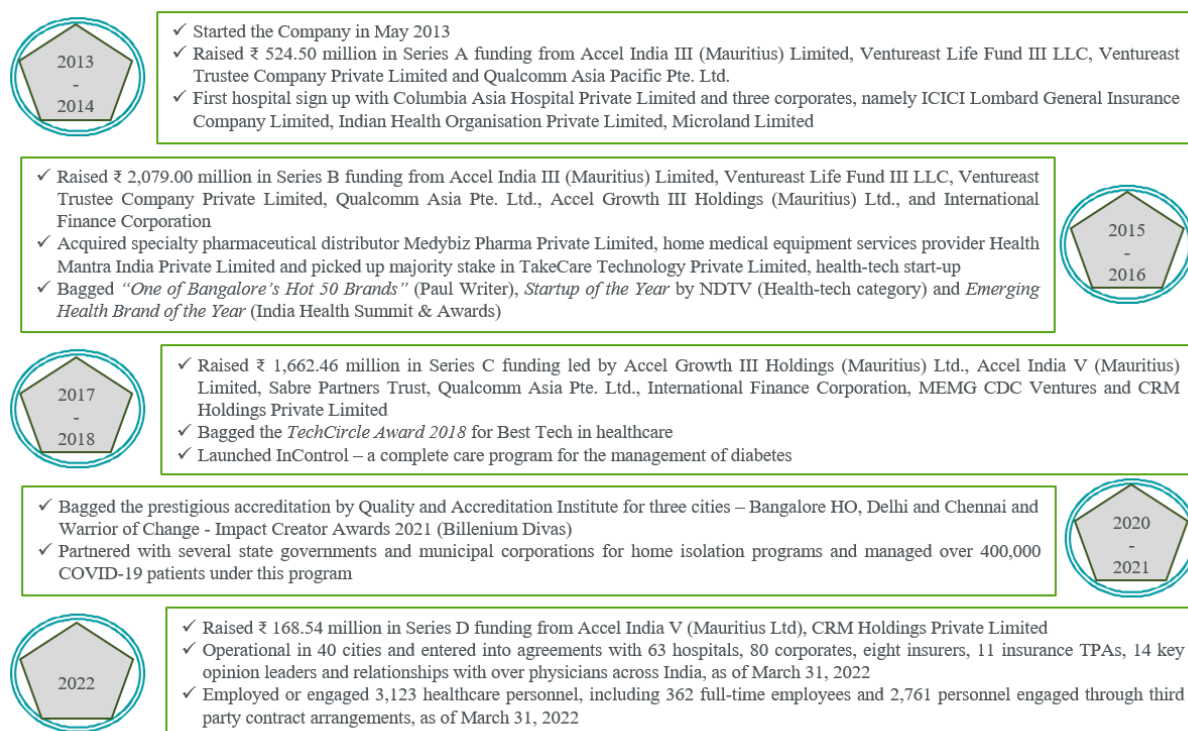 2013
-
2014
✓ Started the Company in May 2013
✓ Raised ₹ 524.50 million in Series A funding from Accel India III (Mauritius) Limited, Ventureast Life Fund III LLC, Ventureast
Trustee Company Private Limited and Qualcomm Asia Pacific Pte. Ltd.
✓ First hospital sign up with Columbia Asia Hospital Private Limited and three corporates, namely ICICI Lombard General Insurance
Company Limited, Indian Health Organisation Private Limited, Microland Limited
✓ Raised ₹ 2,079.00 million in Series B funding from Accel India III (Mauritius) Limited, Ventureast Life Fund III LLC, Ventureast
Trustee Company Private Limited, Qualcomm Asia Pte. Ltd., Accel Growth III Holdings (Mauritius) Ltd., and International
Finance Corporation
✓ Acquired specialty pharmaceutical distributor Medybiz Pharma Private Limited, home medical equipment services provider Health
Mantra India Private Limited and picked up majority stake in TakeCare Technology Private Limited, health-tech start-up
✓ Bagged “One of Bangalore’s Hot 50 Brands” (Paul Writer), Startup of the Year by NDTV (Health-tech category) and Emerging
Health Brand of the Year (India Health Summit & Awards)
2015
-
2016
2017
-
2018
✓ Raised ₹ 1,662.46 million in Series C funding led by Accel Growth III Holdings (Mauritius) Ltd., Accel India V (Mauritius)
Limited, Sabre Partners Trust, Qualcomm Asia Pte. Ltd., International Finance Corporation, MEMG CDC Ventures and CRM
Holdings Private Limited
✓ Bagged the TechCircle Award 2018 for Best Tech in healthcare
✓ Launched InControl – a complete care program for the management of diabetes
✓ Bagged the prestigious accreditation by Quality and Accreditation Institute for three cities – Bangalore HO, Delhi and Chennai and
Warrior of Change - Impact Creator Awards 2021 (Billenium Divas)
✓ Partnered with several state governments and municipal corporations for home isolation programs and managed over 400,000
COVID-19 patients under this program
2020
-
2021
2022
✓ Raised ₹ 168.54 million in Series D funding from Accel India V (Mauritius Ltd), CRM Holdings Private Limited
✓ Operational in 40 cities and entered into agreements with 63 hospitals, 80 corporates, eight insurers, 11 insurance TPAs, 14 key
opinion leaders and relationships with over physicians across India, as of March 31, 2022
✓ Employed or engaged 3,123 healthcare personnel, including 362 full-time employees and 2,761 personnel engaged through third
party contract arrangements, as of March 31, 2022